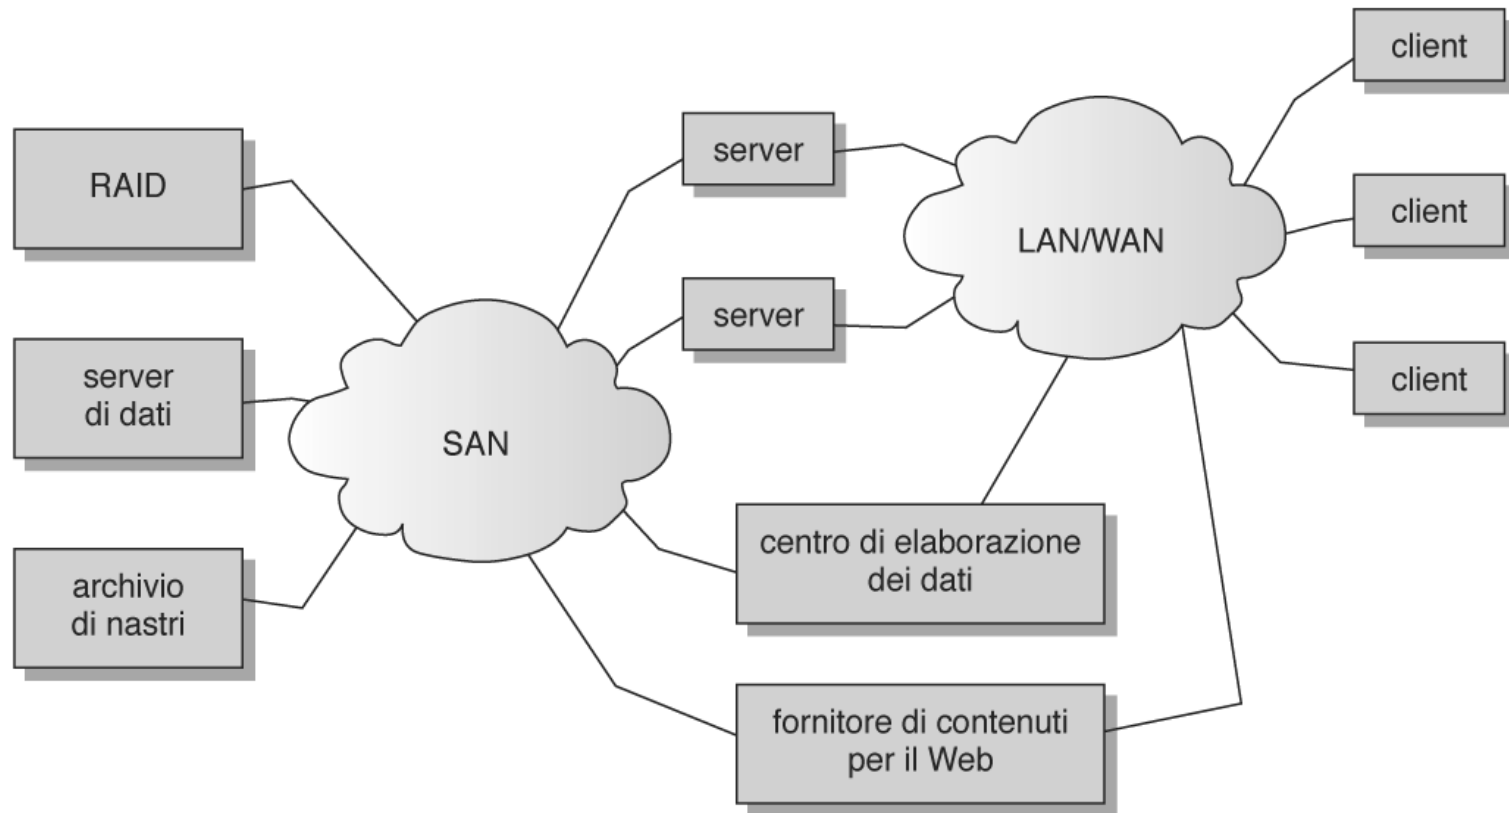 RAID
server
di dati
archivio
di nastri
SAN
server
server
centro di elaborazione
dei dati
fornitore di contenuti
per il Web
LAN/WAN
client
client
client